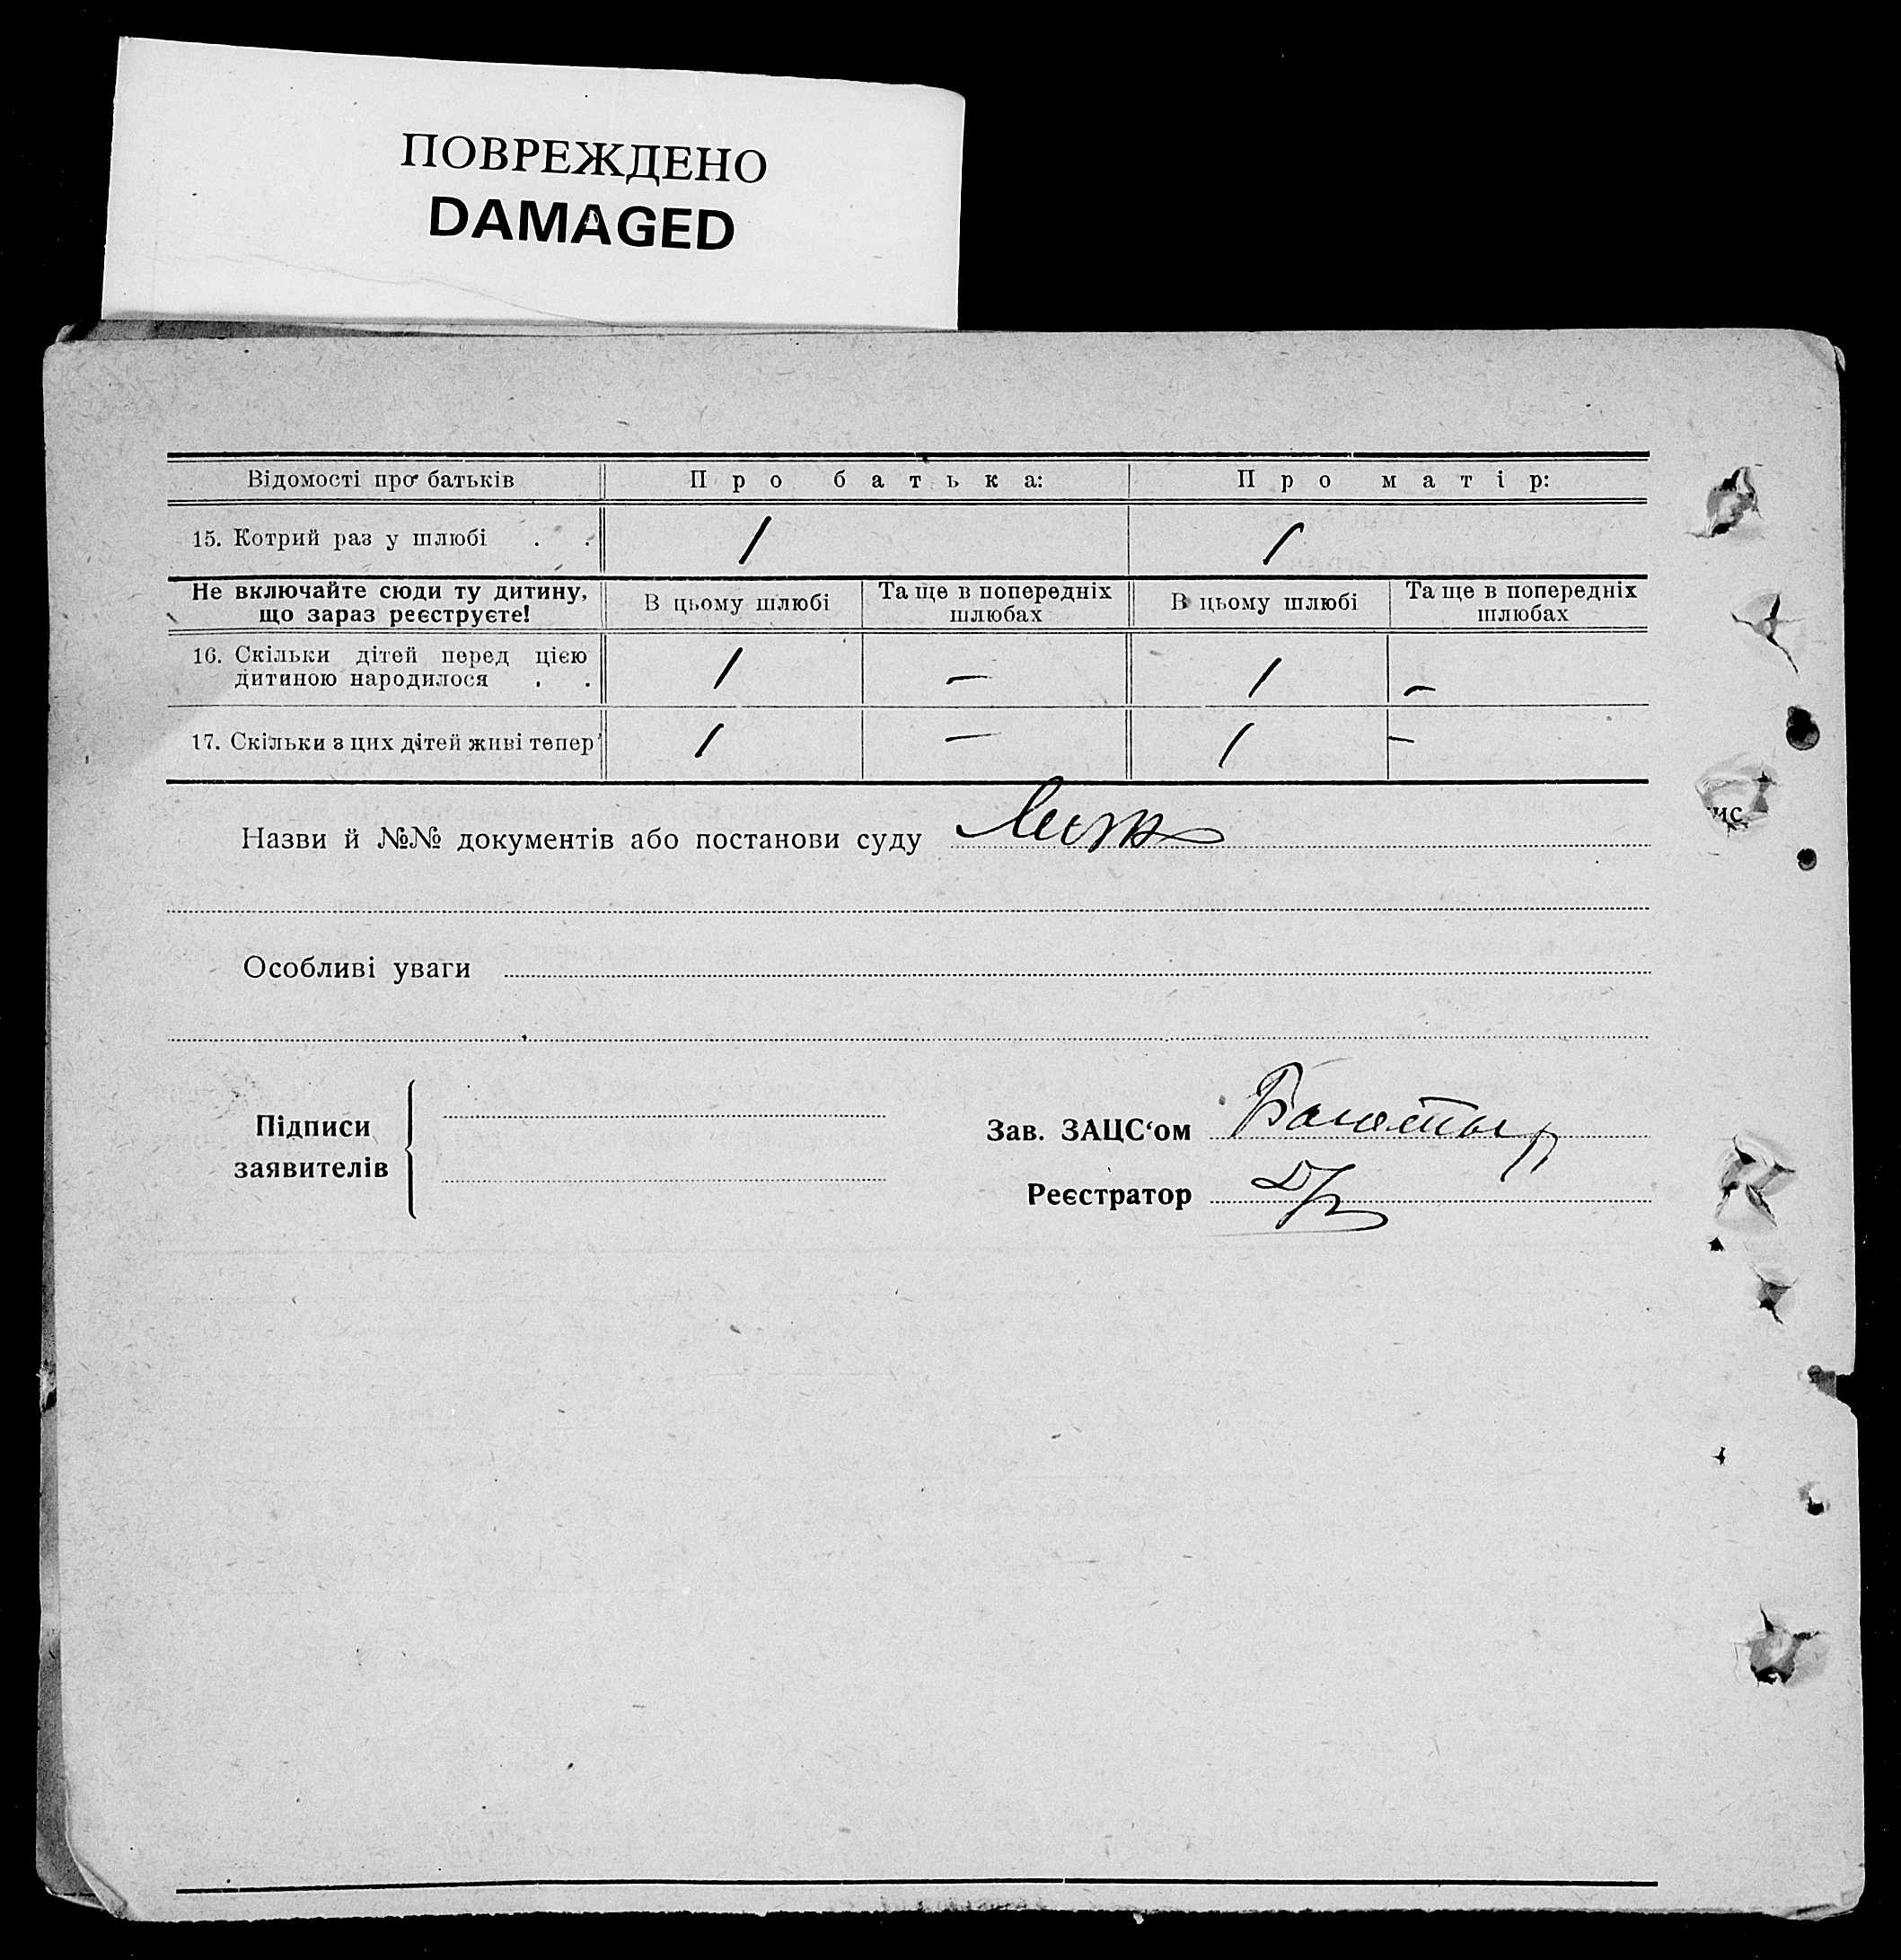 ПОВРЕЖДЕНО
DAMAGED
Відомості про батьків Про батька: Про матір:
15. Котрий раз у шлюбі . . 1 1
Не включайте сюди ту дитину, що зараз реєструєте! В цьому шлюбі Та ще в попередніх шлюбах В цьому шлюбі Та ще в попередніх шлюбах
16. Скільки дітей перед цією
дитиною народилося . . 1 — 1 —
17. Скільки з цих дітей живі тепер 1 — 1 —
Назви й №№ документів або постанови суду
ис.
Особливі уваги
Підписи
заявителів
Зав. ЗАЦС‘ом
Реєстратор